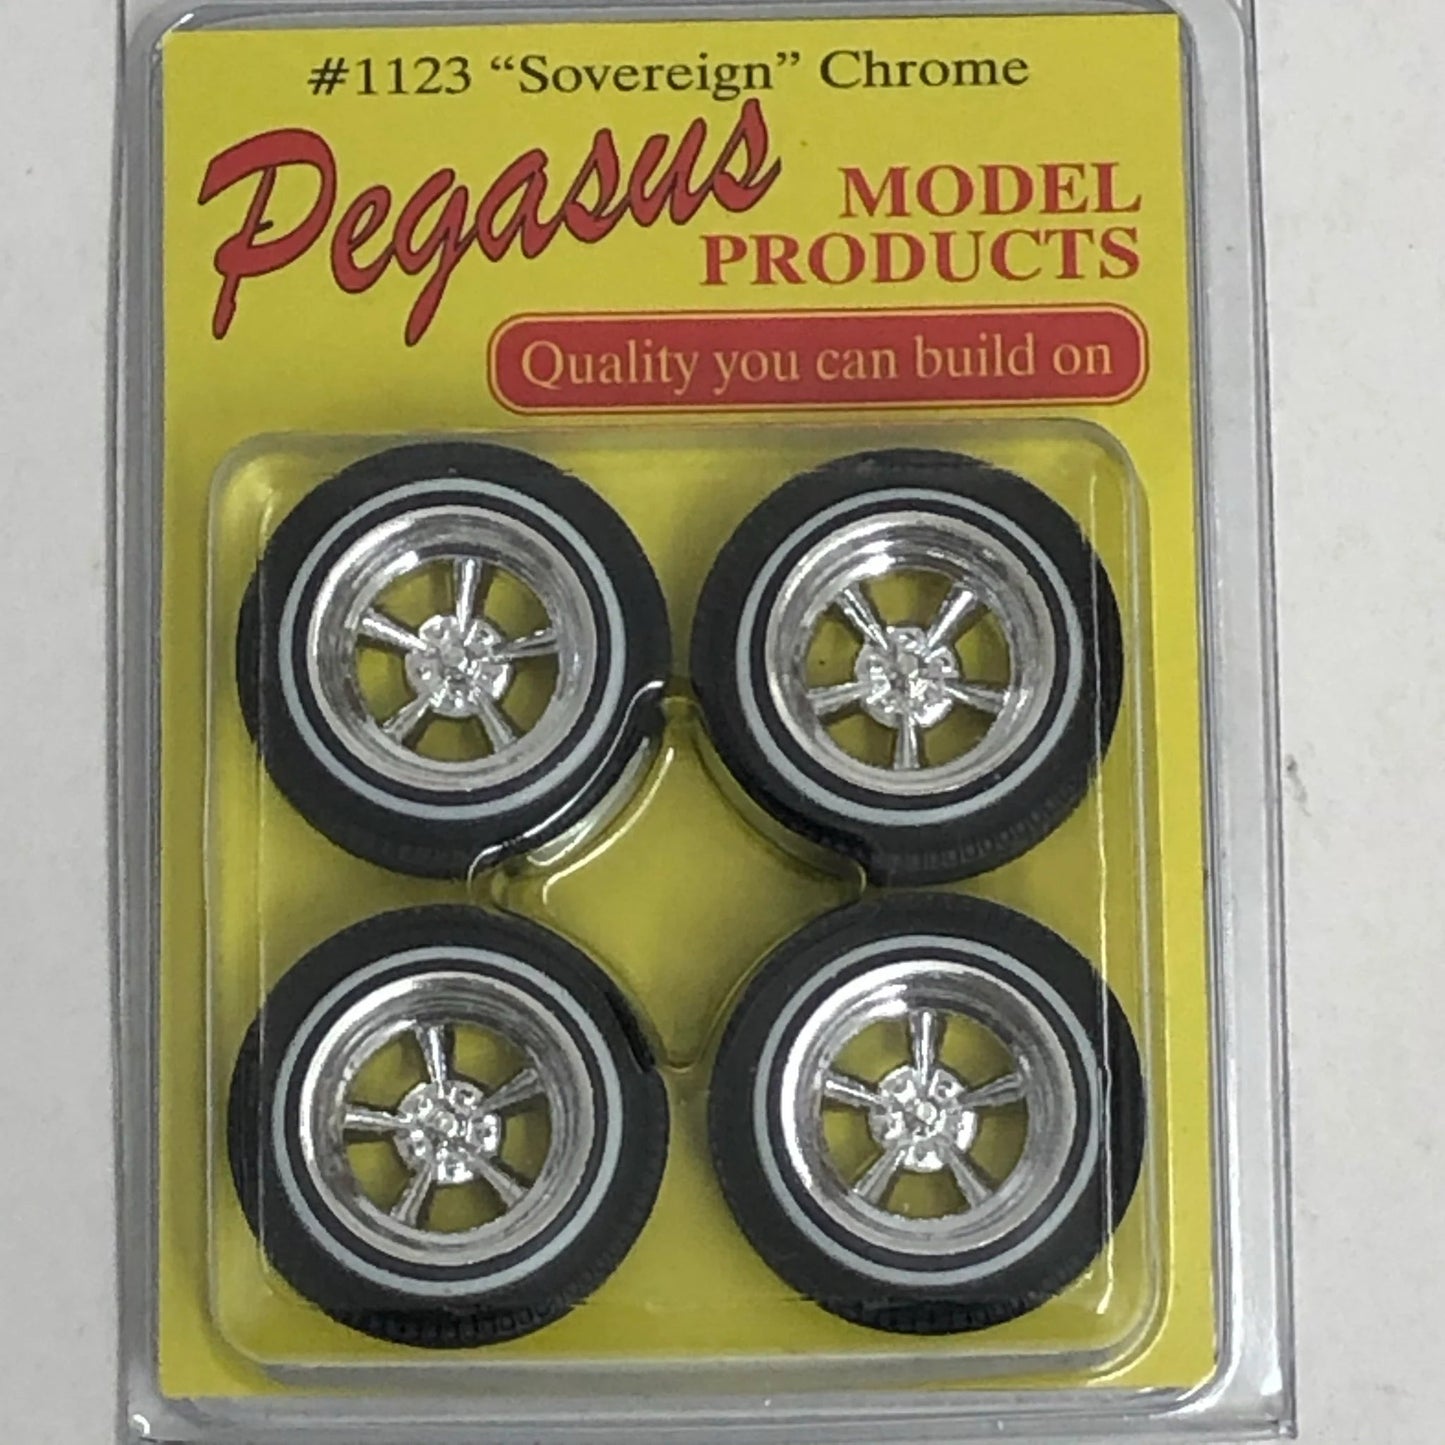 #1123 “Sovereign” Chrome
Pegasus
MODEL
PRODUCTS
Quality you can build on